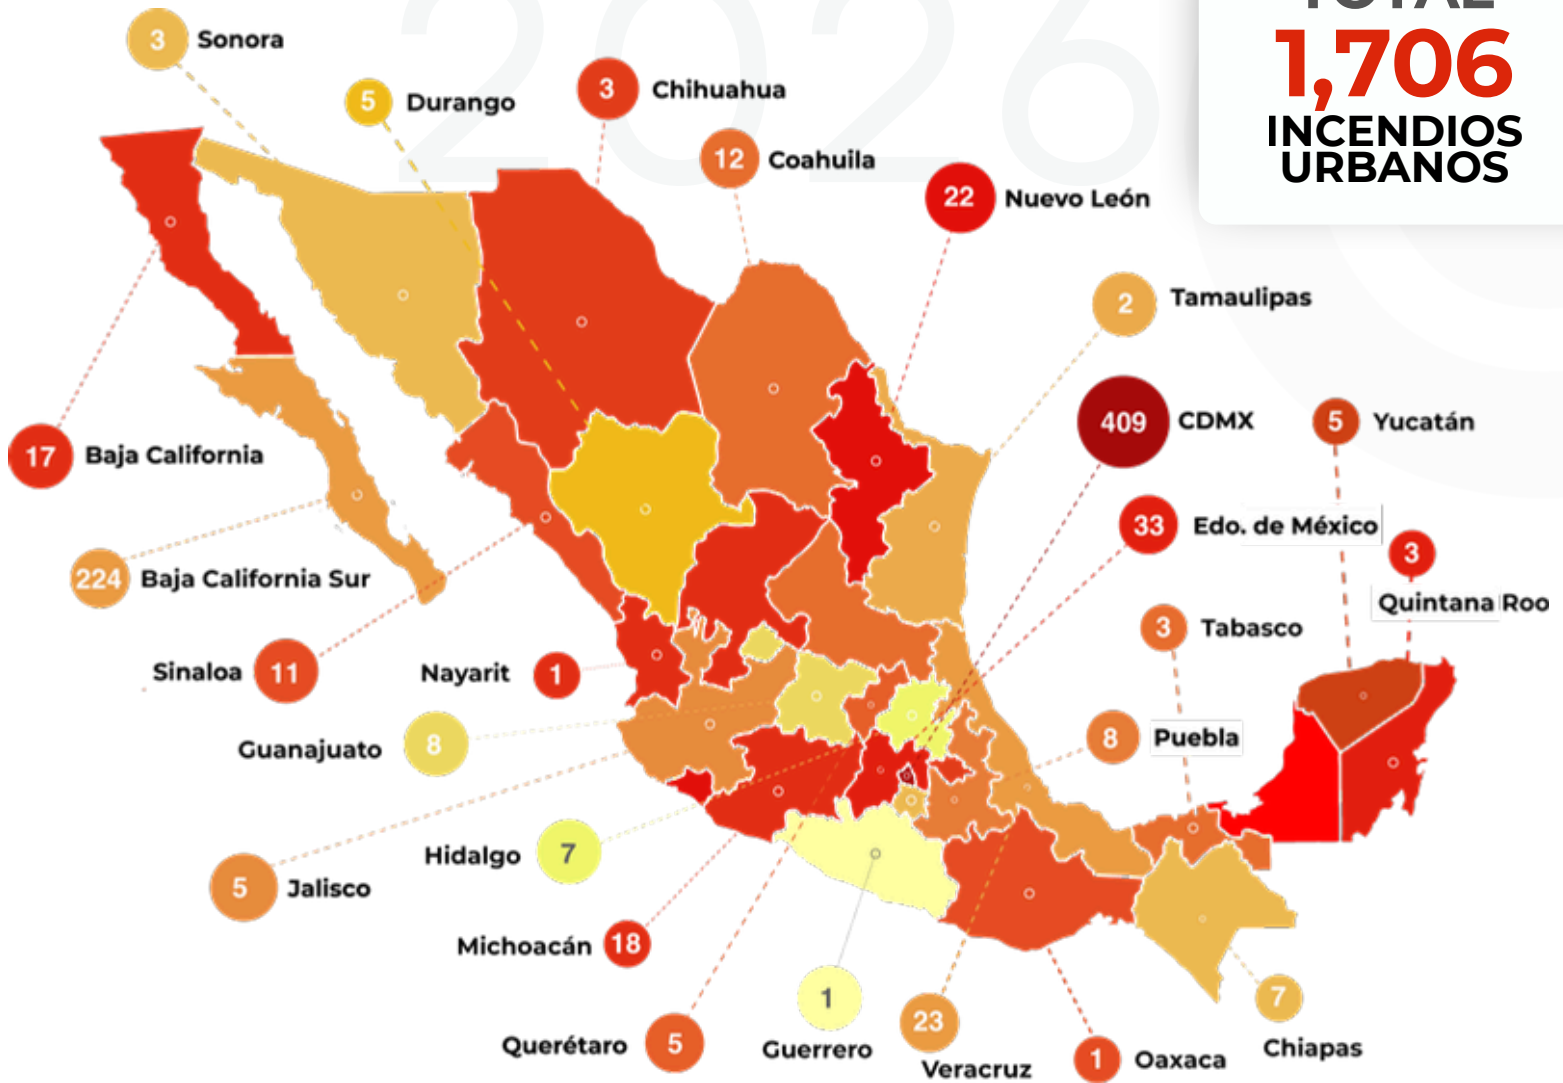 2026
TOTAL
1,706
INCENDIOS
URBANOS
3 Sonora
5 Durango
3 Chihuahua
12 Coahuila
22 Nuevo León
2 Tamaulipas
409 CDMX
5 Yucatán
17 Baja California
33 Edo. de México
3
Quintana Roo
224 Baja California Sur
3 Tabasco
Sinaloa 11
Nayarit 1
Guanajuato 8
8 Puebla
Hidalgo 7
5 Jalisco
Michoacán 18
1
Guerrero
23
Veracruz
7
Chiapas
Querétaro 5
1 Oaxaca